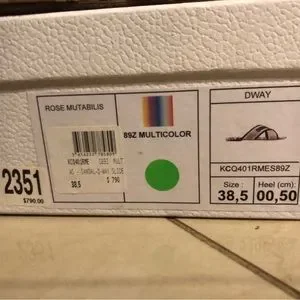 ROSE MUTABILIS
89Z MULTICOLOR
DWAY
KCQ401RMES89Z
Size :
38,5
Heel (cm):
00,50
2351
$790.00
KCQ401RME
38,5
$ 790